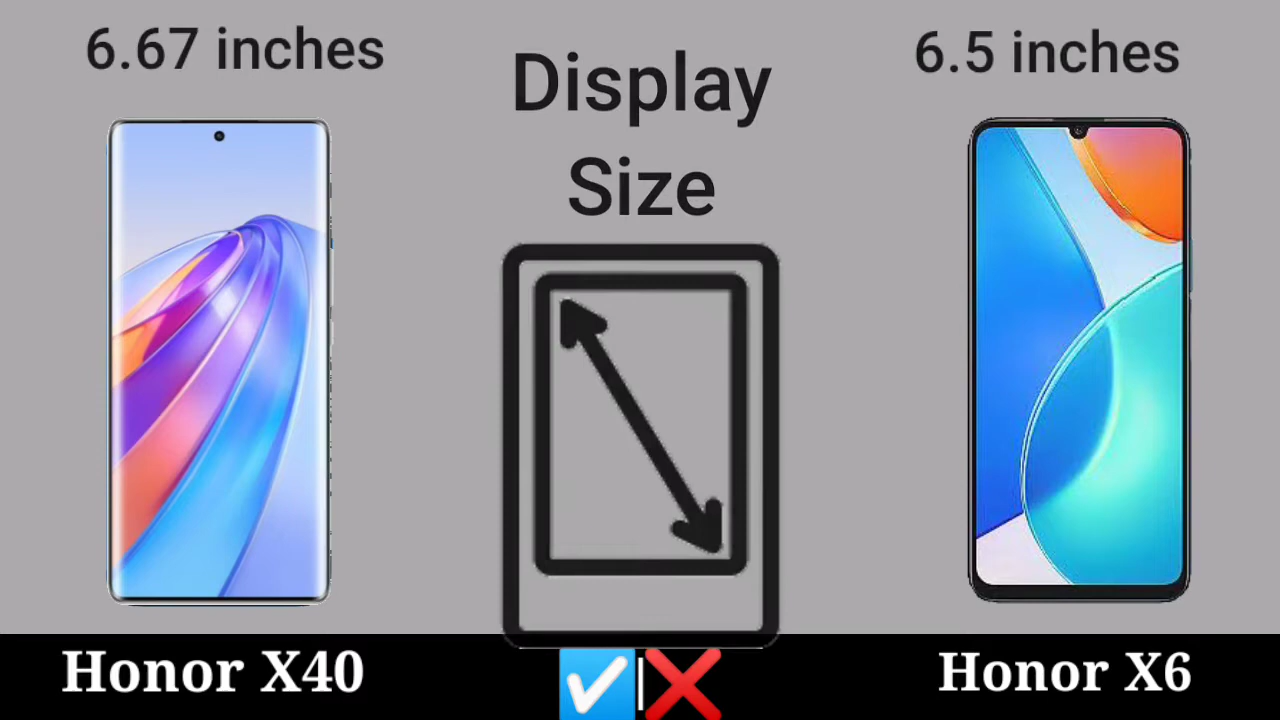 6.67 inches
Display
Size
6.5 inches
Honor X40
Honor X6